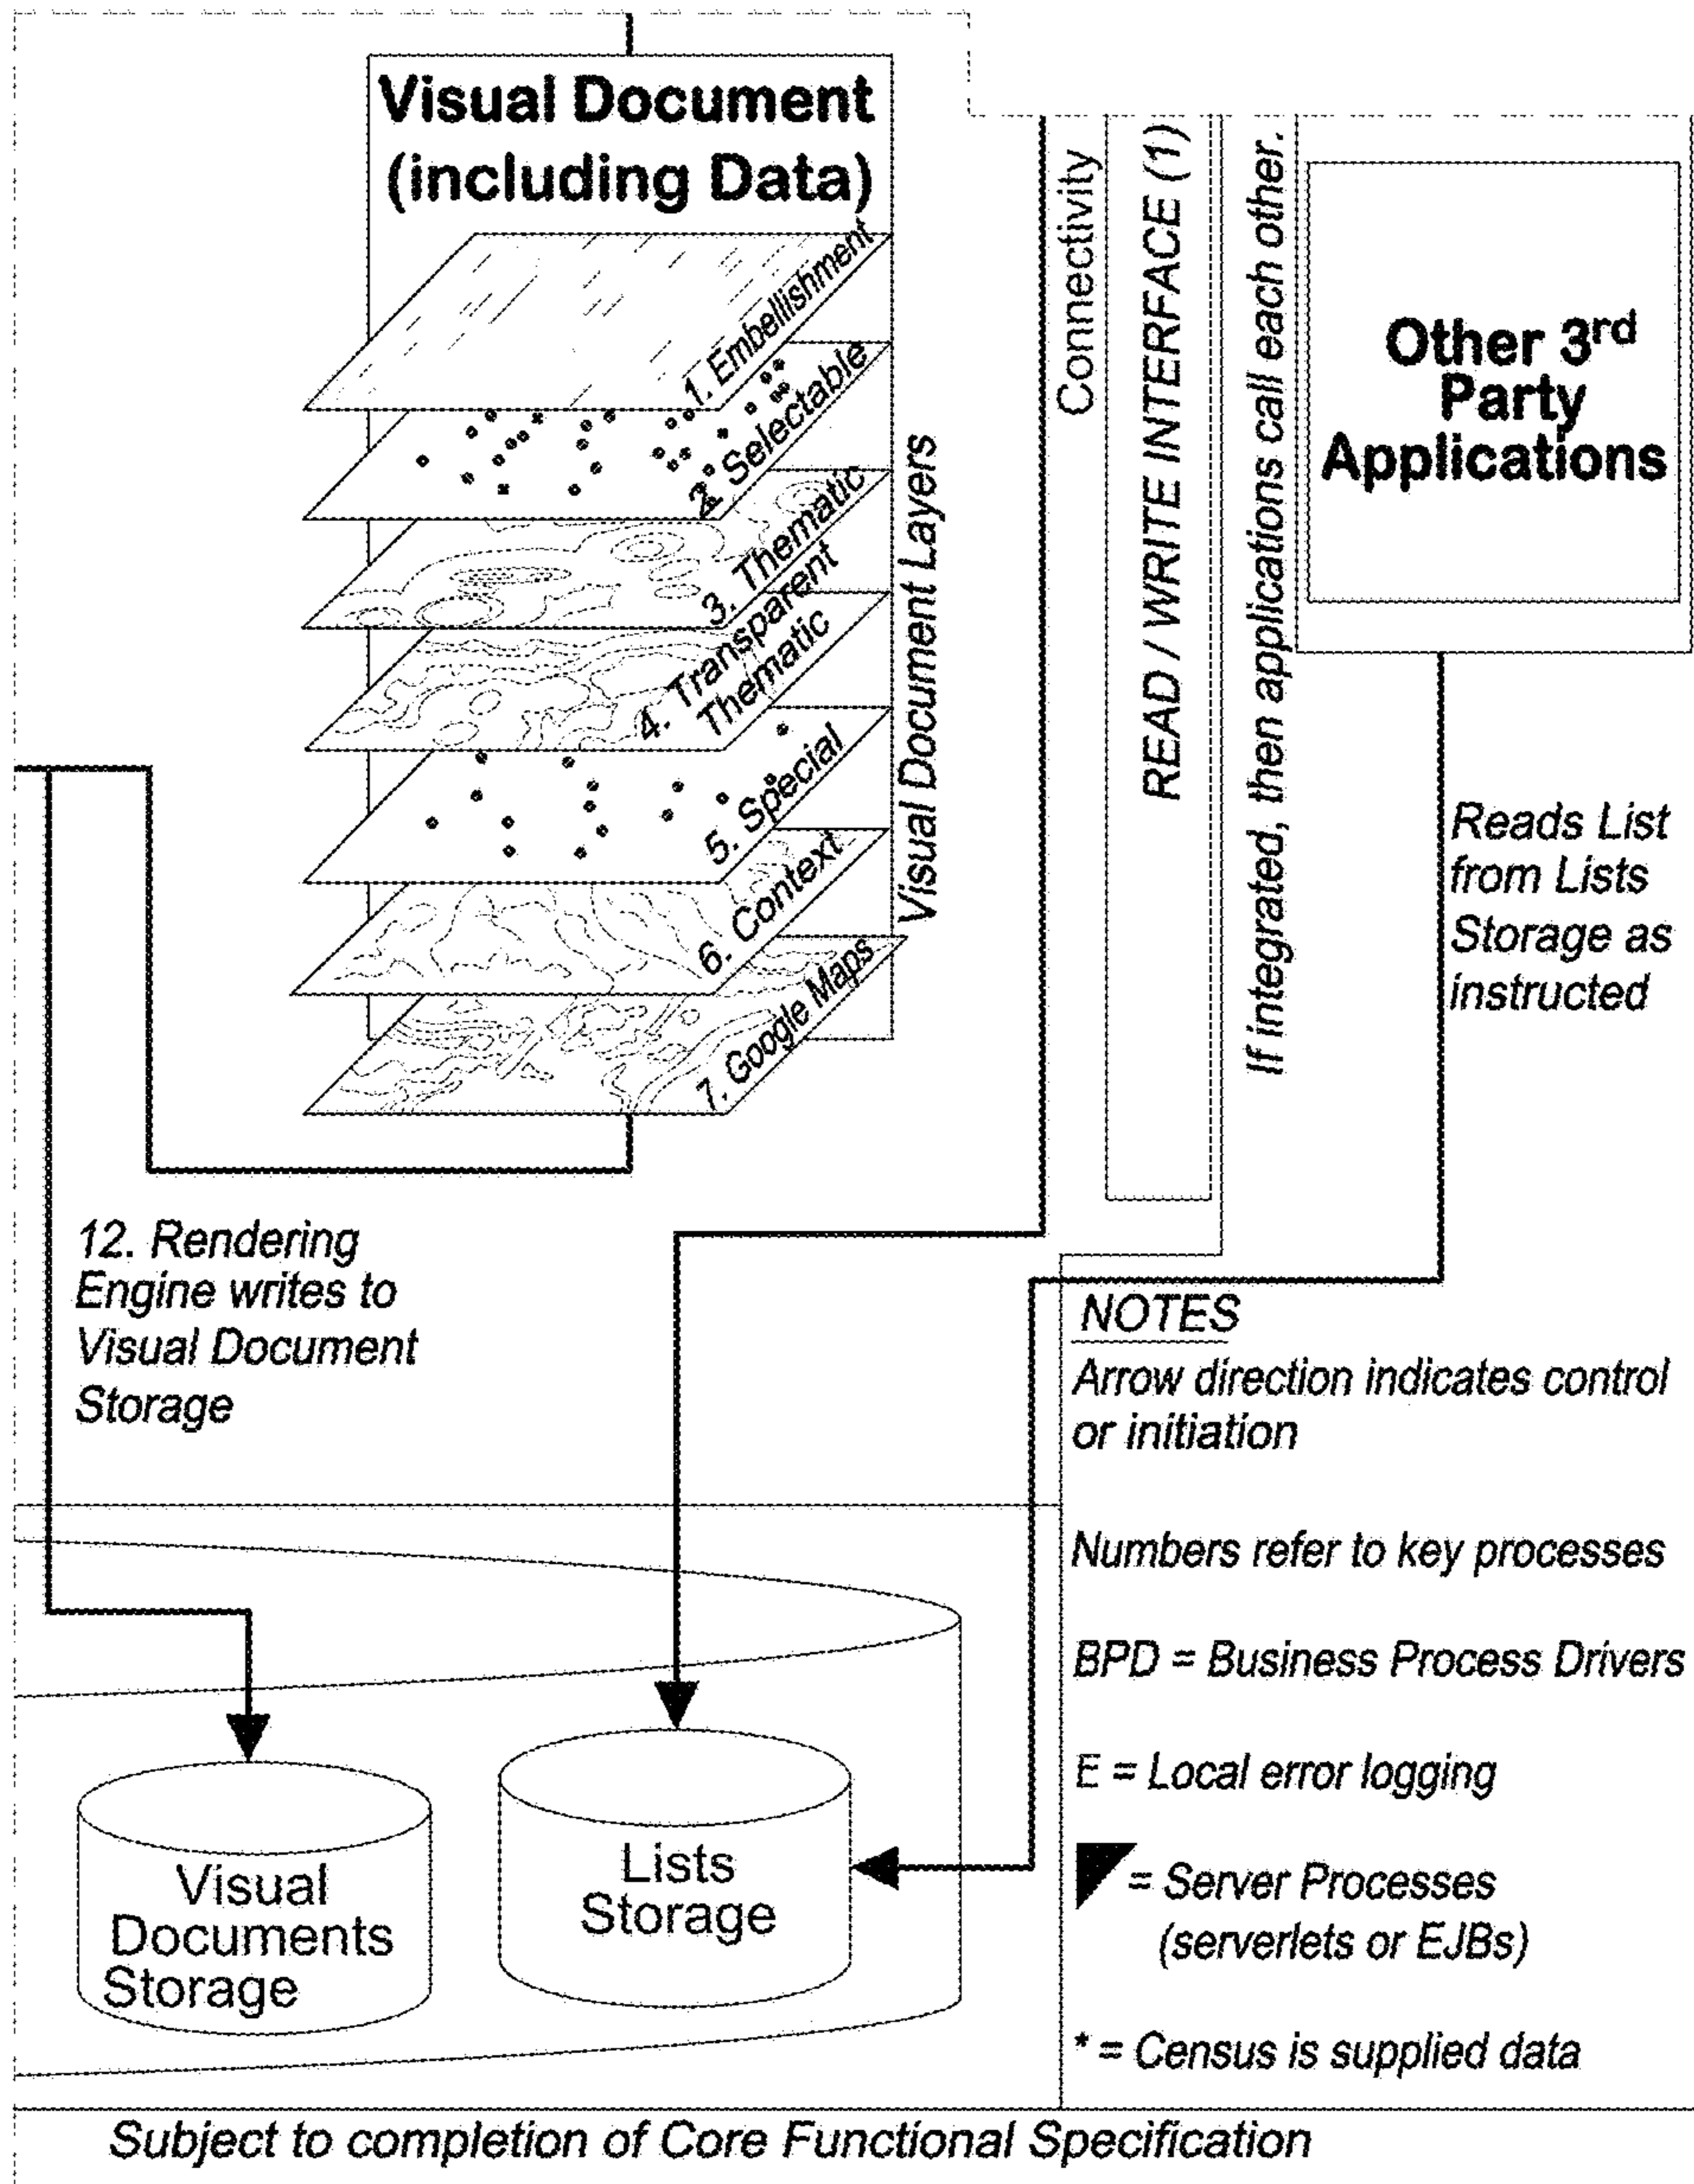 Visual Document
(including Data)
1. Embellishment
2. Selectable
3. Thematic
4. Transparent
Thematic
5. Special
6. Context
7. Google Maps
Visual Document Layers
Connectivity
READ / WRITE INTERFACE (1)
If integrated, then applications call each other.
Other 3rd
Party
Applications
Reads List
from Lists
Storage as
instructed
12. Rendering
Engine writes to
Visual Document
Storage
NOTES
Arrow direction indicates control
or initiation
Numbers refer to key processes
BPD = Business Process Drivers
E = Local error logging
= Server Processes
(serverlets or EJBs)
* = Census is supplied data
Visual
Documents
Storage
Lists
Storage
Subject to completion of Core Functional Specification